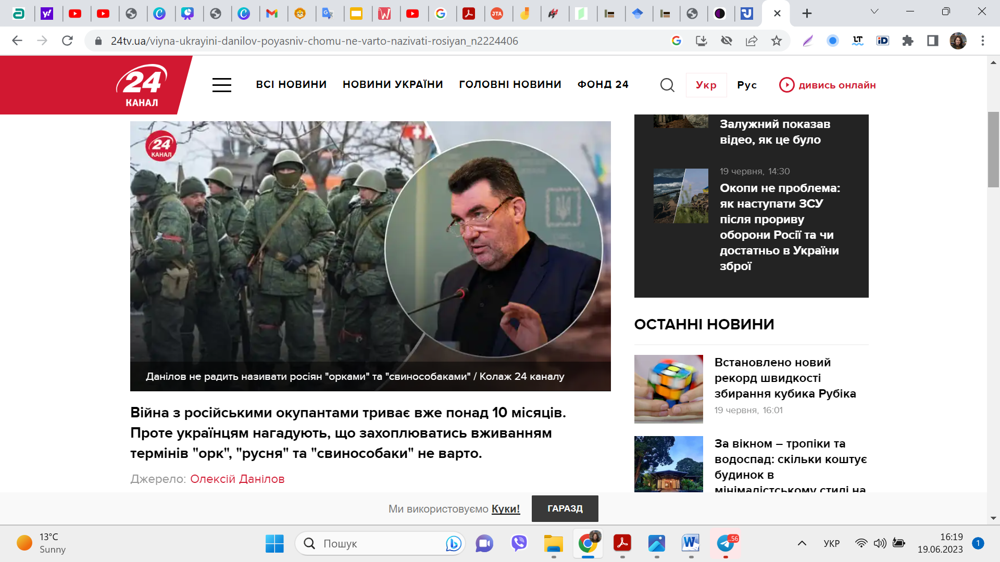 24tv.ua/viyna-ukrayini-danilov-poyasniv-chomu-ne-varto-nazivati-rosiyan_n2224406
24
КАНАЛ
ВСІ НОВИНИ
НОВИНИ УКРАЇНИ
ГОЛОВНІ НОВИНИ
ФОНД 24
Укр
Рус
дивись онлайн
24
КАНАЛ
Данілов не радить називати росіян "орками" та "свинособаками" / Колаж 24 каналу
Війна з російськими окупантами триває вже понад 10 місяців.
Проте українцям нагадують, що захоплюватись вживанням
термінів "орк", "русня" та "свинособаки" не варто.
Джерело: Олексій Данілов
Залужний показав
відео, як це було
19 червня, 14:30
Окопи не проблема:
як наступати ЗСУ
після прориву
оборони Росії та чи
достатньо в України
зброї
ОСТАННІ НОВИНИ
Встановлено новий
рекорд швидкості
збирання кубика Рубіка
19 червня, 16:01
За вікном – тропіки та
водоспад: скільки коштує
будинок в
мінімалістському стилі на
Ми використовуємо Куки!
ГАРАЗД
13°C
Sunny
Пошук
..56
УКР
16:19
19.06.2023
1